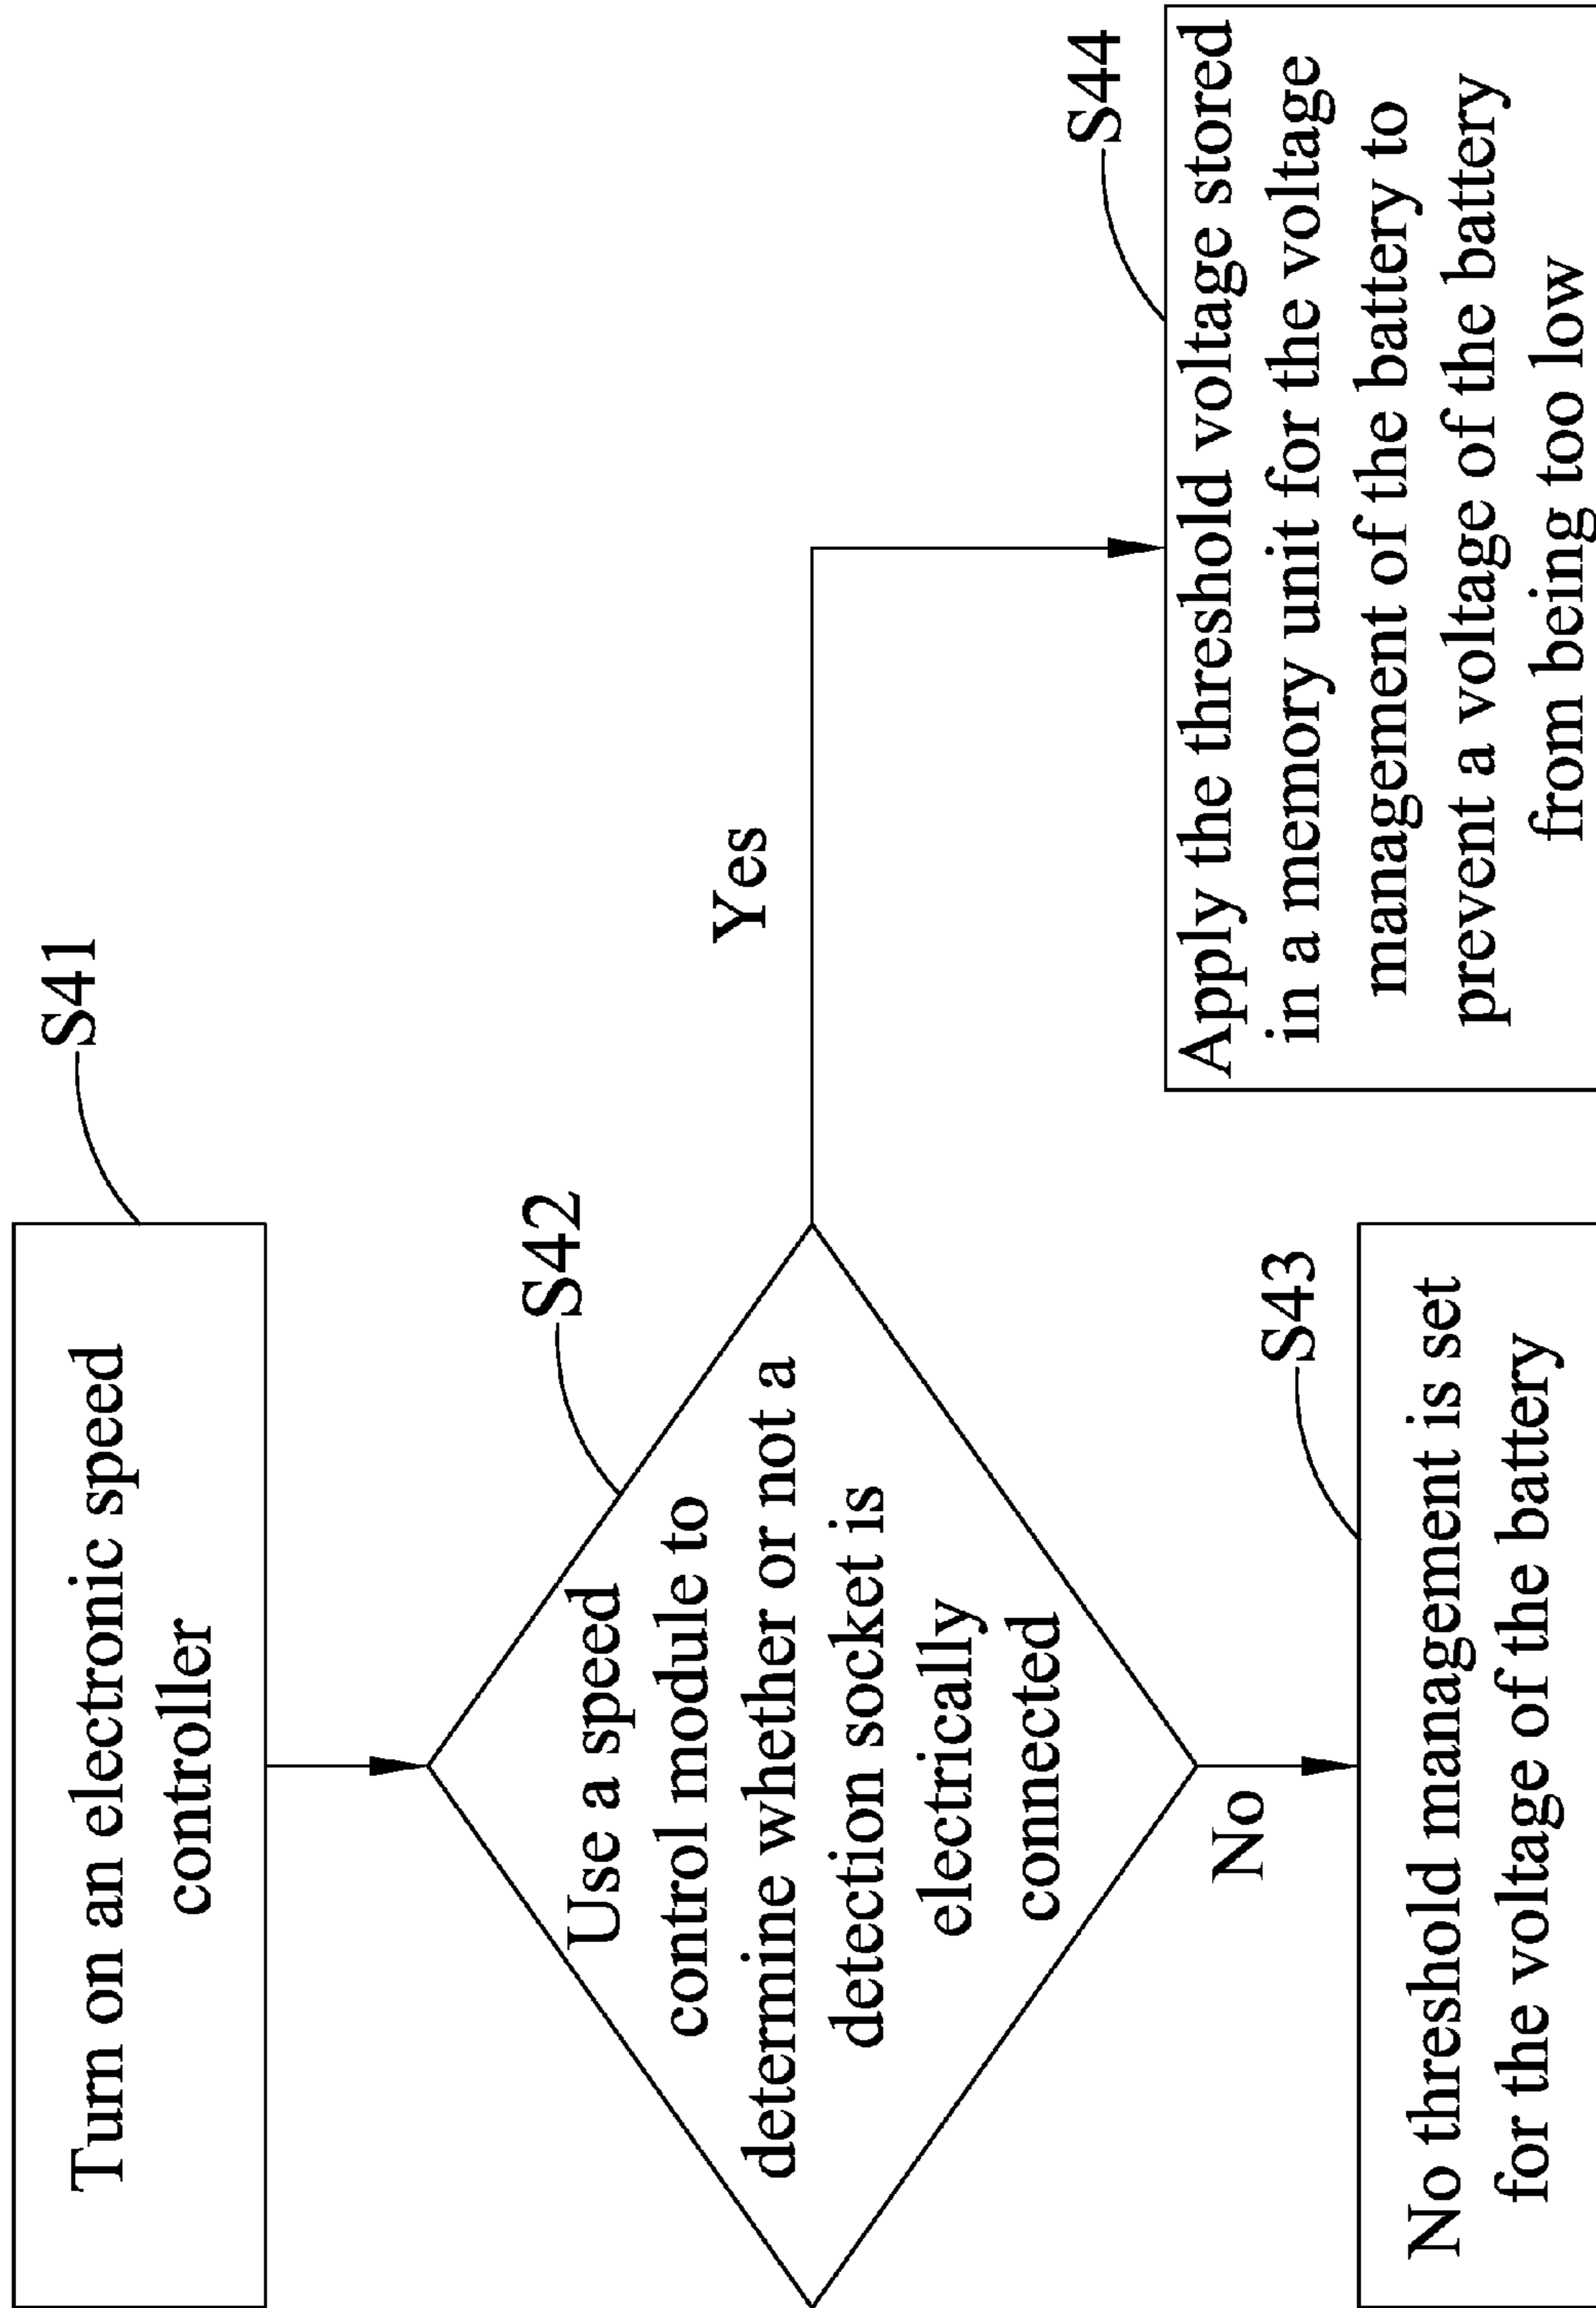 S41
Turn on an electronic speed
controller
S42
Use a speed
control module to
determine whether or not a
detection socket is
electrically
connected
Yes
No
S43
No threshold management is set
for the voltage of the battery
S44
Apply the threshold voltage stored
in a memory unit for the voltage
management of the battery to
prevent a voltage of the battery
from being too low